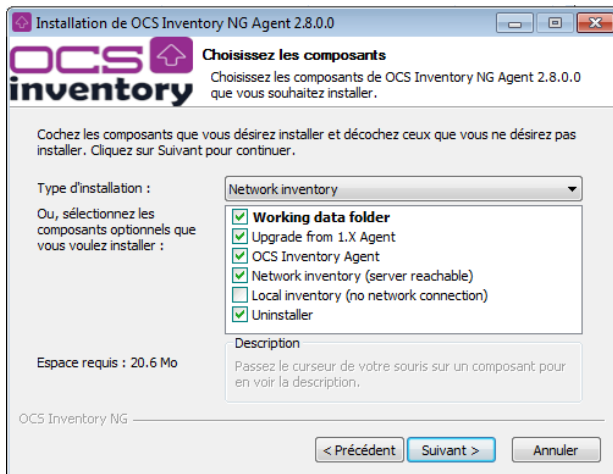 Installation de OCS Inventory NG Agent 2.8.0.0
OCS
inventory
Choisissez les composants
Choisissez les composants de OCS Inventory NG Agent 2.8.0.0
que vous souhaitez installer.
Cochez les composants que vous désirez installer et décochez ceux que vous ne désirez pas
installer. Cliquez sur Suivant pour continuer.
Type d'installation :
Network inventory
Ou, sélectionnez les
composants optionnels que
vous voulez installer :
Working data folder
Upgrade from 1.X Agent
OCS Inventory Agent
Network inventory (server reachable)
Local inventory (no network connection)
Uninstaller
Espace requis : 20.6 Mo
Description
Passez le curseur de votre souris sur un composant pour
en voir la description.
OCS Inventory NG
< Précédent
Suivant >
Annuler